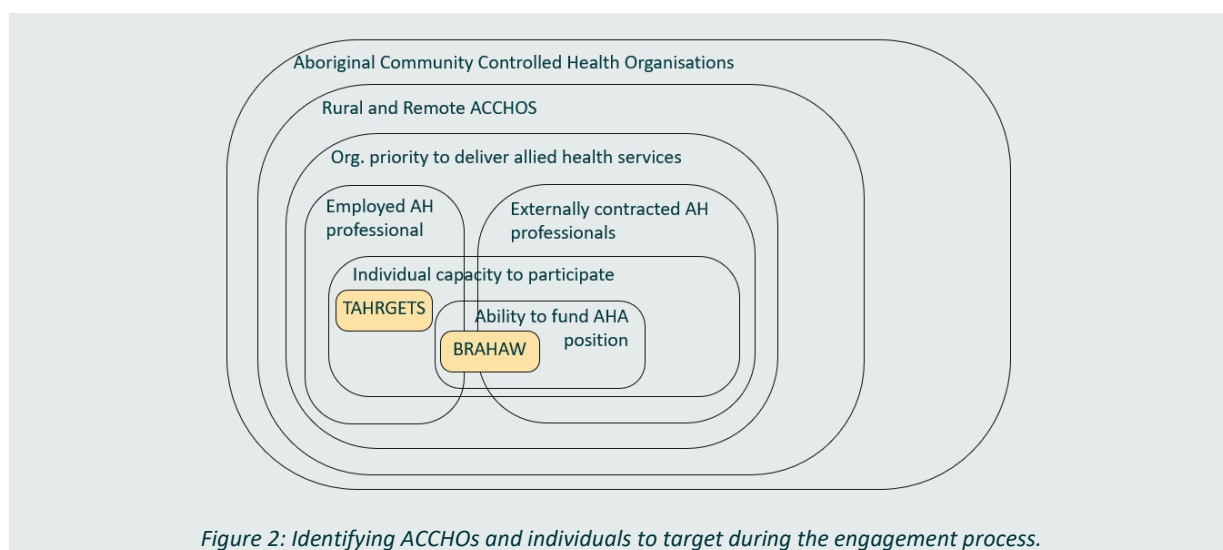 Aboriginal Community Controlled Health Organisations
Rural and Remote ACCHOS
Org. priority to deliver allied health services
Employed AH
professional
Externally contracted AH
professionals
Individual capacity to participate
TAHRGETS
Ability to fund AHA
position
BRAHAW
Figure 2: Identifying ACCHOs and individuals to target during the engagement process.